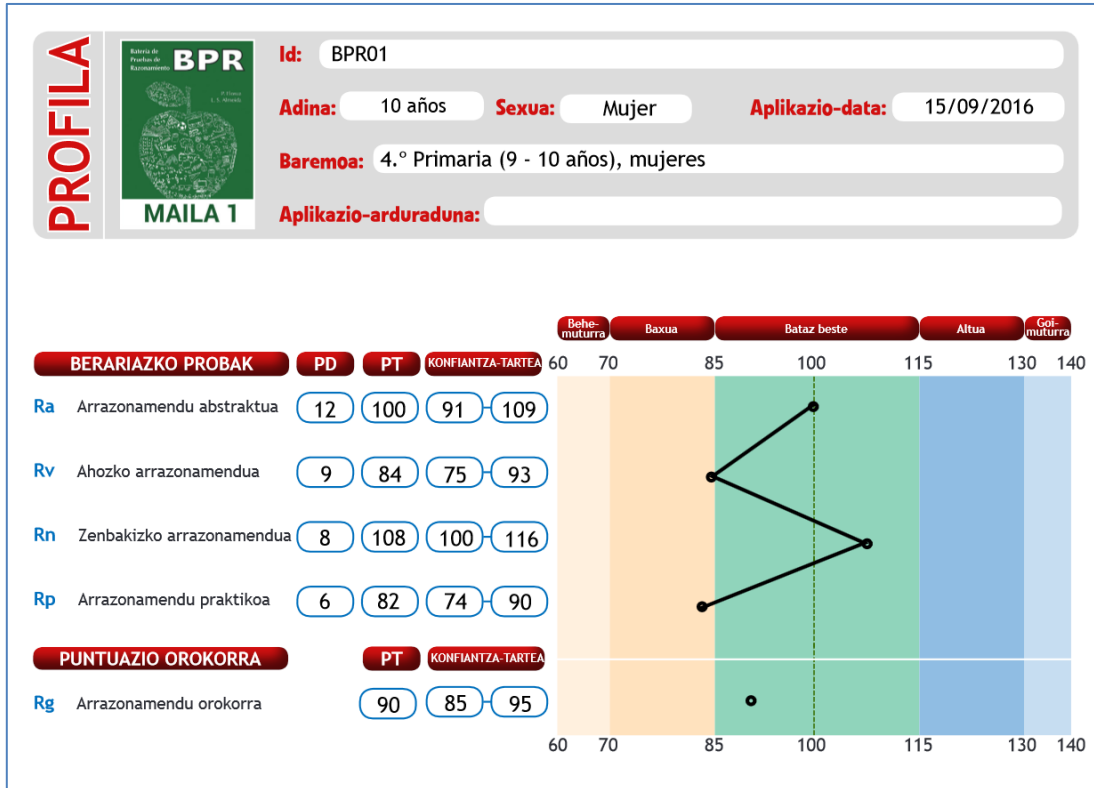 PROFILA
Batería de
Pruebas de
Razonamiento
BPR
MAILA 1
Id: BPR01
Adina: 10 años Sexua: Mujer Aplikazio-data: 15/09/2016
Baremoa: 4.º Primaria (9 - 10 años), mujeres
Aplikazio-arduraduna:
Behe-muturra Baxua Bataz beste Altua Goi-muturra
BERARIAZKO PROBAK PD PT KONFIANTZA-TARTEA 60 70 85 100 115 130 140
Ra Arrazonamendu abstraktua 12 100 91 109
Rv Ahozko arrazonamendua 9 84 75 93
Rn Zenbakizko arrazonamendua 8 108 100 116
Rp Arrazonamendu praktikoa 6 82 74 90
PUNTUAZIO OROKORRA PT KONFIANTZA-TARTEA
Rg Arrazonamendu orokorra 90 85 95
60 70 85 100 115 130 140